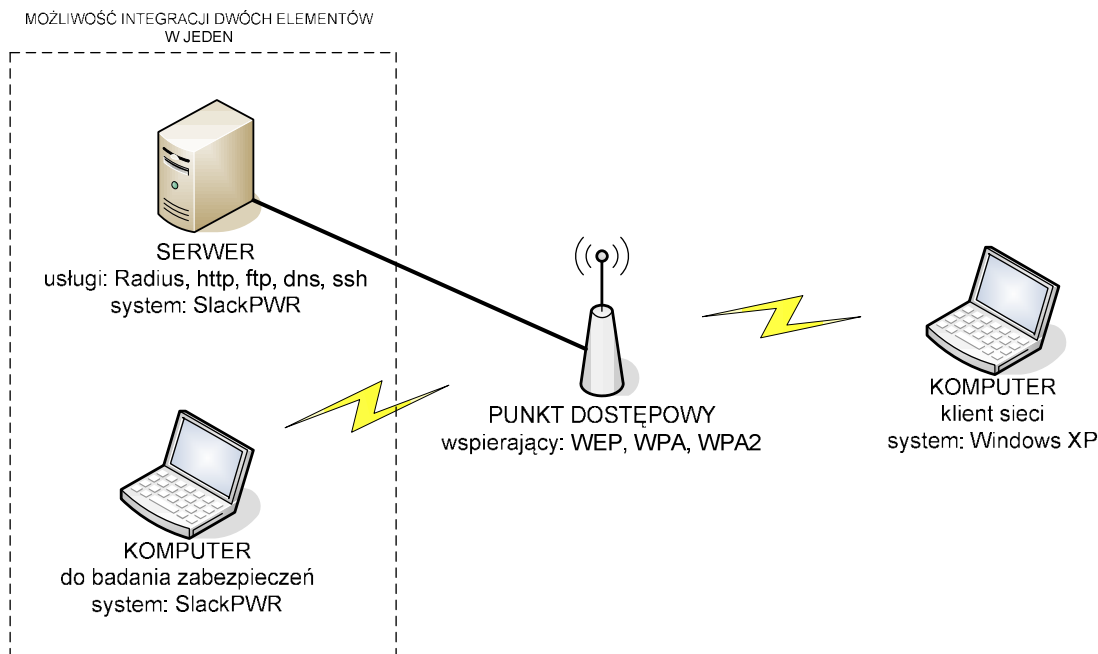 MOŻLIWOŚĆ INTEGRACJI DWÓCH ELEMENTÓW
W JEDEN
SERWER
usługi: Radius, http, ftp, dns, ssh
system: SlackPWR
PUNKT DOSTĘPOWY
wspierający: WEP, WPA, WPA2
KOMPUTER
klient sieci
system: Windows XP
KOMPUTER
do badania zabezpieczeń
system: SlackPWR